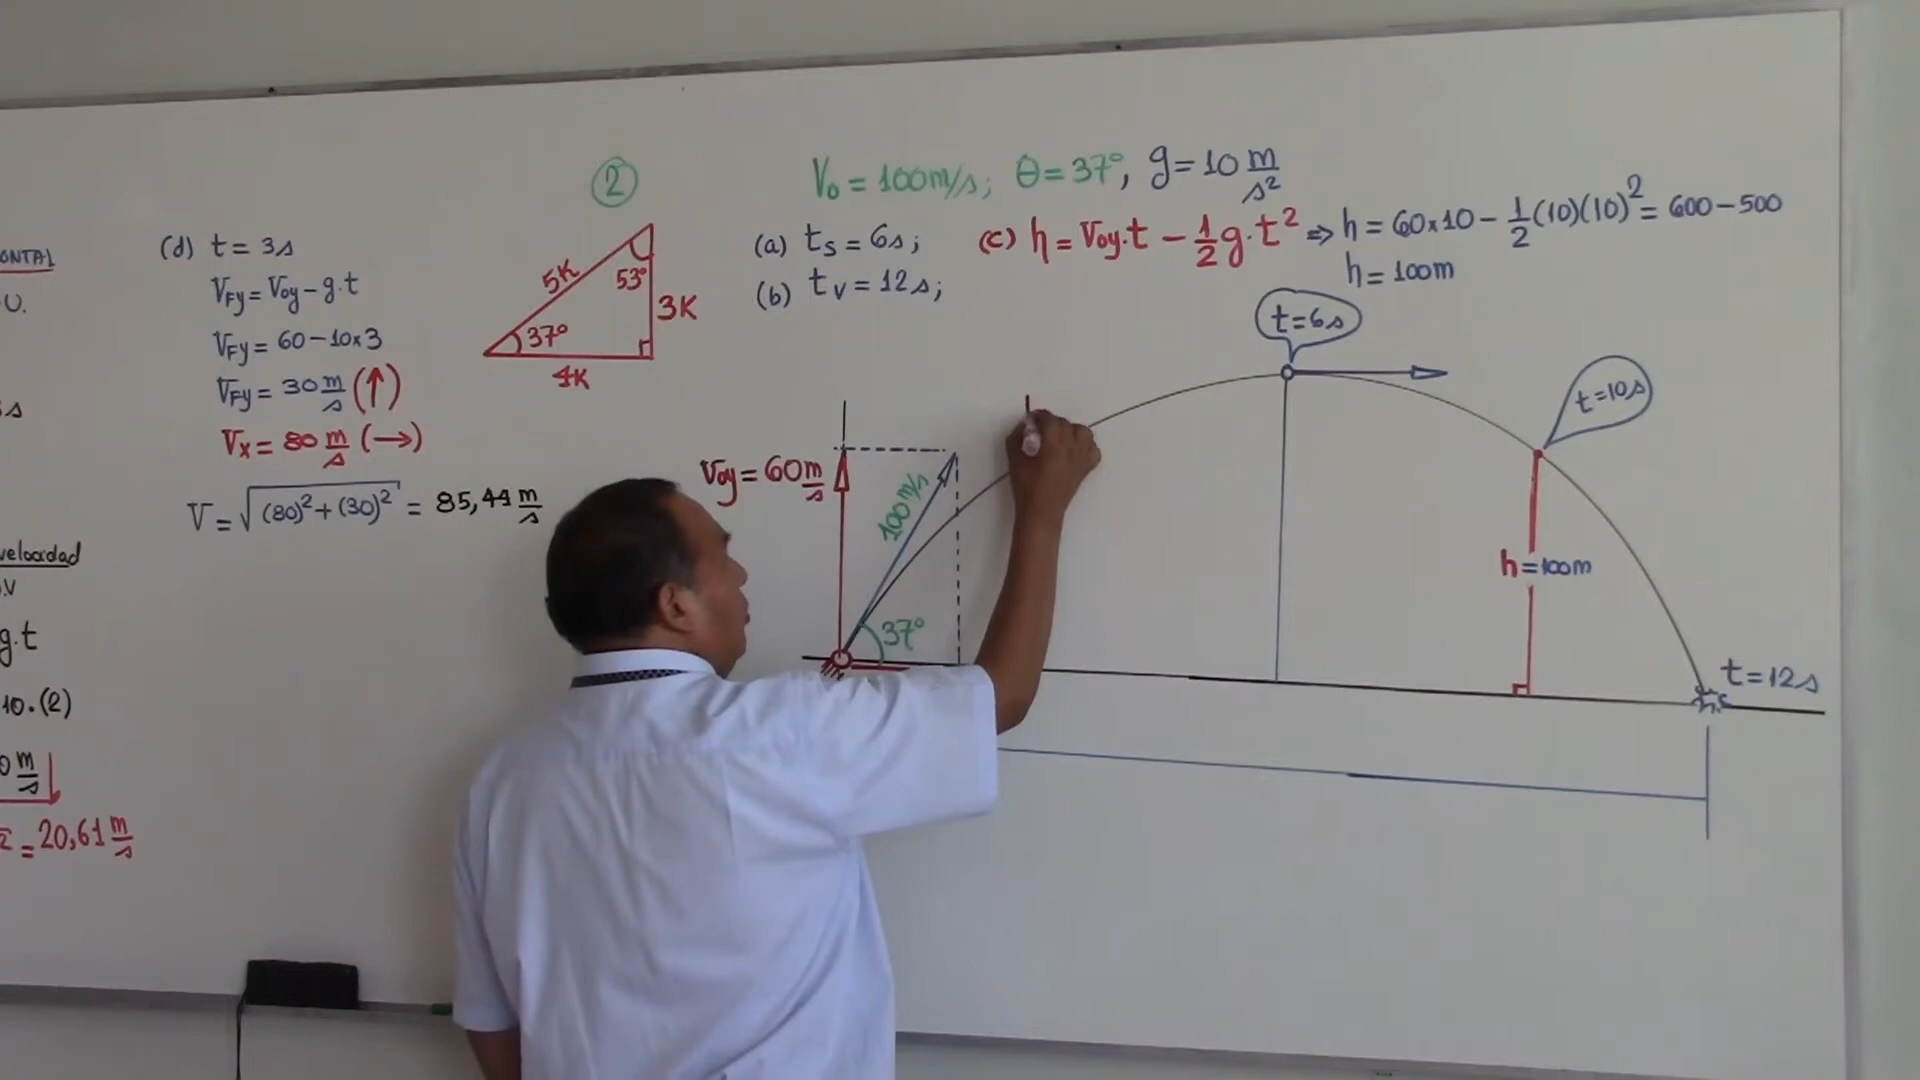 ONTAL
U.
s
velocidad
V
g.t
10.(2)
m/s
= 20,61 m/s
(d) t = 3s
VFy = Voy - g.t
VFy = 60 - 10x3
VFy = 30 m/s (↑)
Vx = 80 m/s (→)
V = √(80)² + (30)² = 85,44 m/s
2
5K
53°
3K
37°
4K
V₀ = 100m/s; θ = 37°, g = 10 m/s²
(a) ts = 6s;
(b) tv = 12s;
(c) h = Voy.t - 1/2 g.t² ⇒ h = 60x10 - 1/2 (10)(10)² = 600 - 500
h = 100m
t=6s
t=10s
Voy = 60 m/s
100 m/s
37°
h = 100m
t = 12s